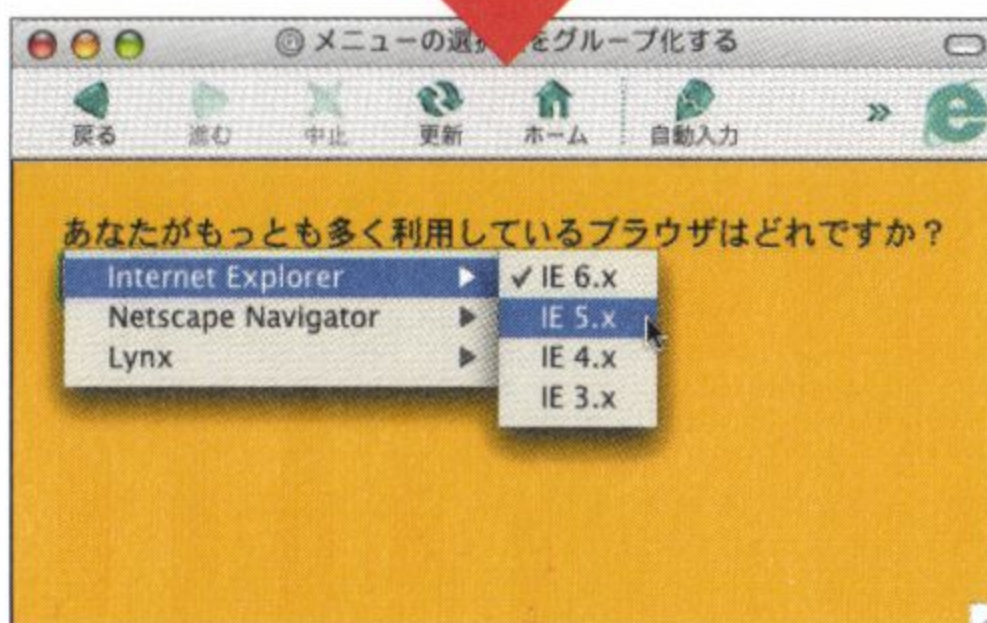 メニューの選 をグループ化する
戻る 進む 中止 更新 ホーム 自動入力 »
あなたがもっとも多く利用しているブラウザはどれですか?
Internet Explorer
Netscape Navigator
Lynx
✓ IE 6.x
IE 5.x
IE 4.x
IE 3.x